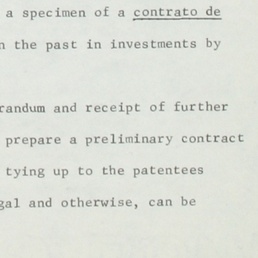 a specimen of a contrato de
n the past in investments by
randum and receipt of further
prepare a preliminary contract
tying up to the patentees
gal and otherwise, can be